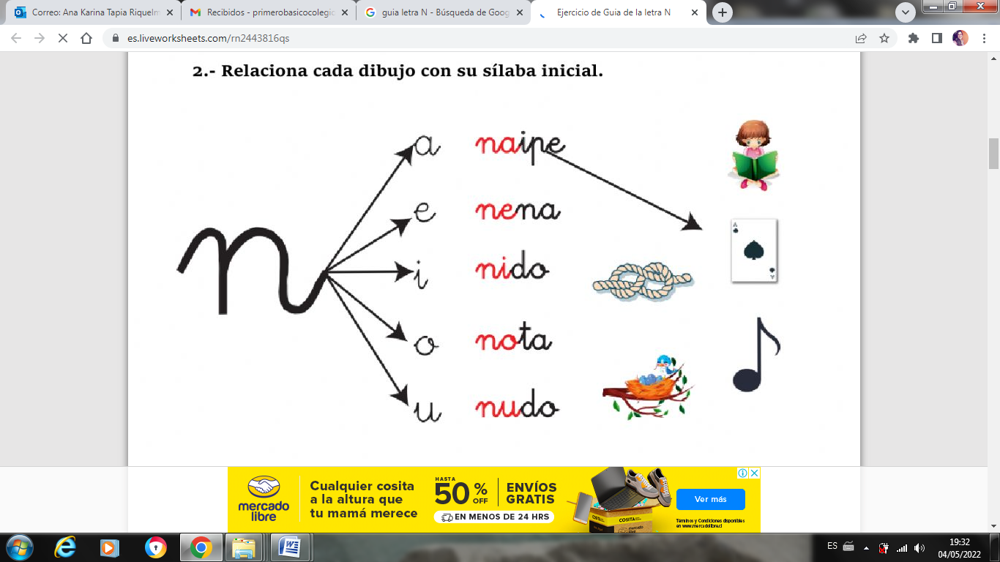 Correo: Ana Karina Tapia Riquelm
Recibidos - primerobasicocolegio
guia letra N - Búsqueda de Goog
Ejercicio de Guia de la letra N
es.liveworksheets.com/rn2443816qs
2.- Relaciona cada dibujo con su sílaba inicial.
n
a naipe
e nena
i nido
o nota
u nudo
A
A
mercado libre
Cualquier cosita
a la altura que
tu mamá merece
HASTA
50 % OFF
ENVÍOS GRATIS
EN MENOS DE 24 HRS
COSITA
Ver más
Términos y Condiciones disponibles
en www.mercadolibre.cl
ES
19:32
04/05/2022